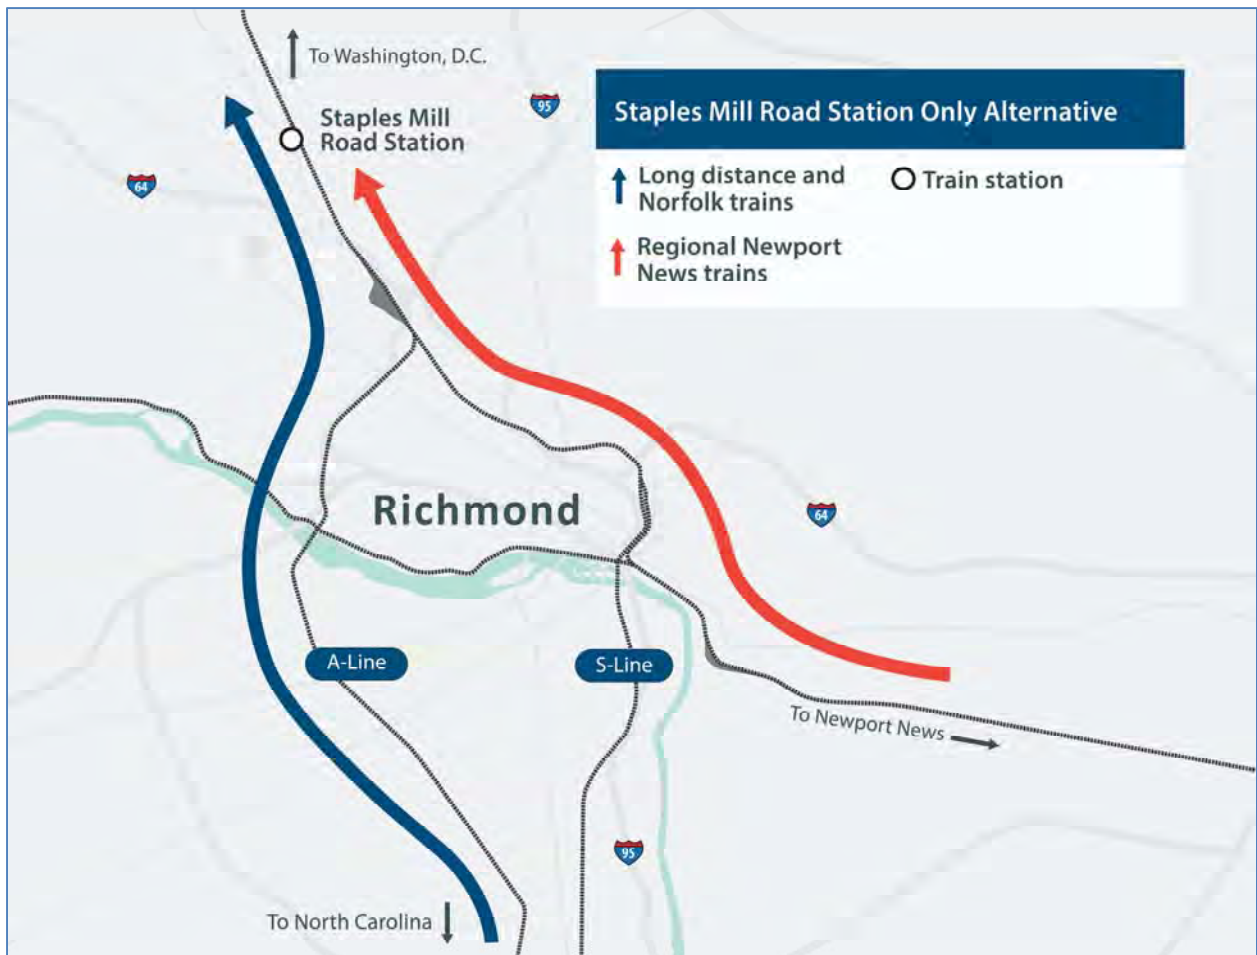 To Washington, D.C.
Staples Mill
Road Station
95
64
Staples Mill Road Station Only Alternative
Long distance and
Norfolk trains
Train station
Regional Newport
News trains
Richmond
64
A-Line
S-Line
To Newport News
95
To North Carolina